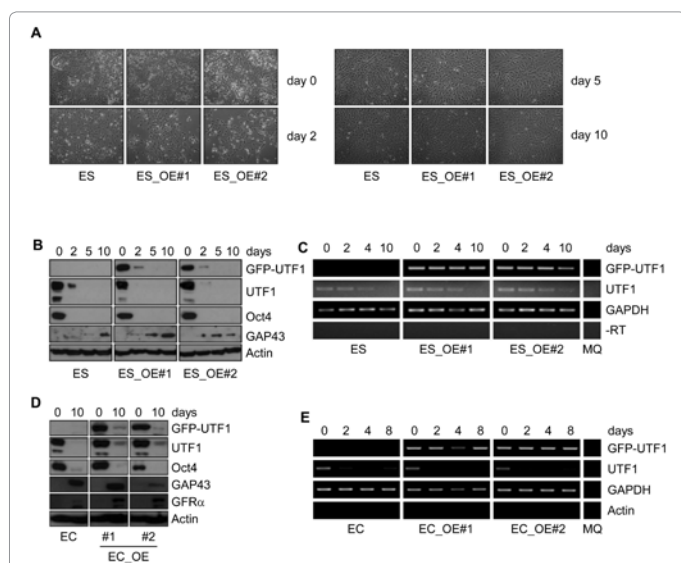 A
day 0
day 5
day 2
day 10
ES ES_OE#1 ES_OE#2
ES ES_OE#1 ES_OE#2
B
0 2 5 10 0 2 5 10 0 2 5 10 days
GFP-UTF1
UTF1
Oct4
GAP43
Actin
ES ES_OE#1 ES_OE#2
C
0 2 4 10 0 2 4 10 0 2 4 10 days
GFP-UTF1
UTF1
GAPDH
-RT
ES ES_OE#1 ES_OE#2 MQ
D
0 10 0 10 0 10 days
GFP-UTF1
UTF1
Oct4
GAP43
GFRα
Actin
EC #1 #2
EC_OE
E
0 2 4 8 0 2 4 8 0 2 4 8 days
GFP-UTF1
UTF1
GAPDH
Actin
EC EC_OE#1 EC_OE#2 MQ